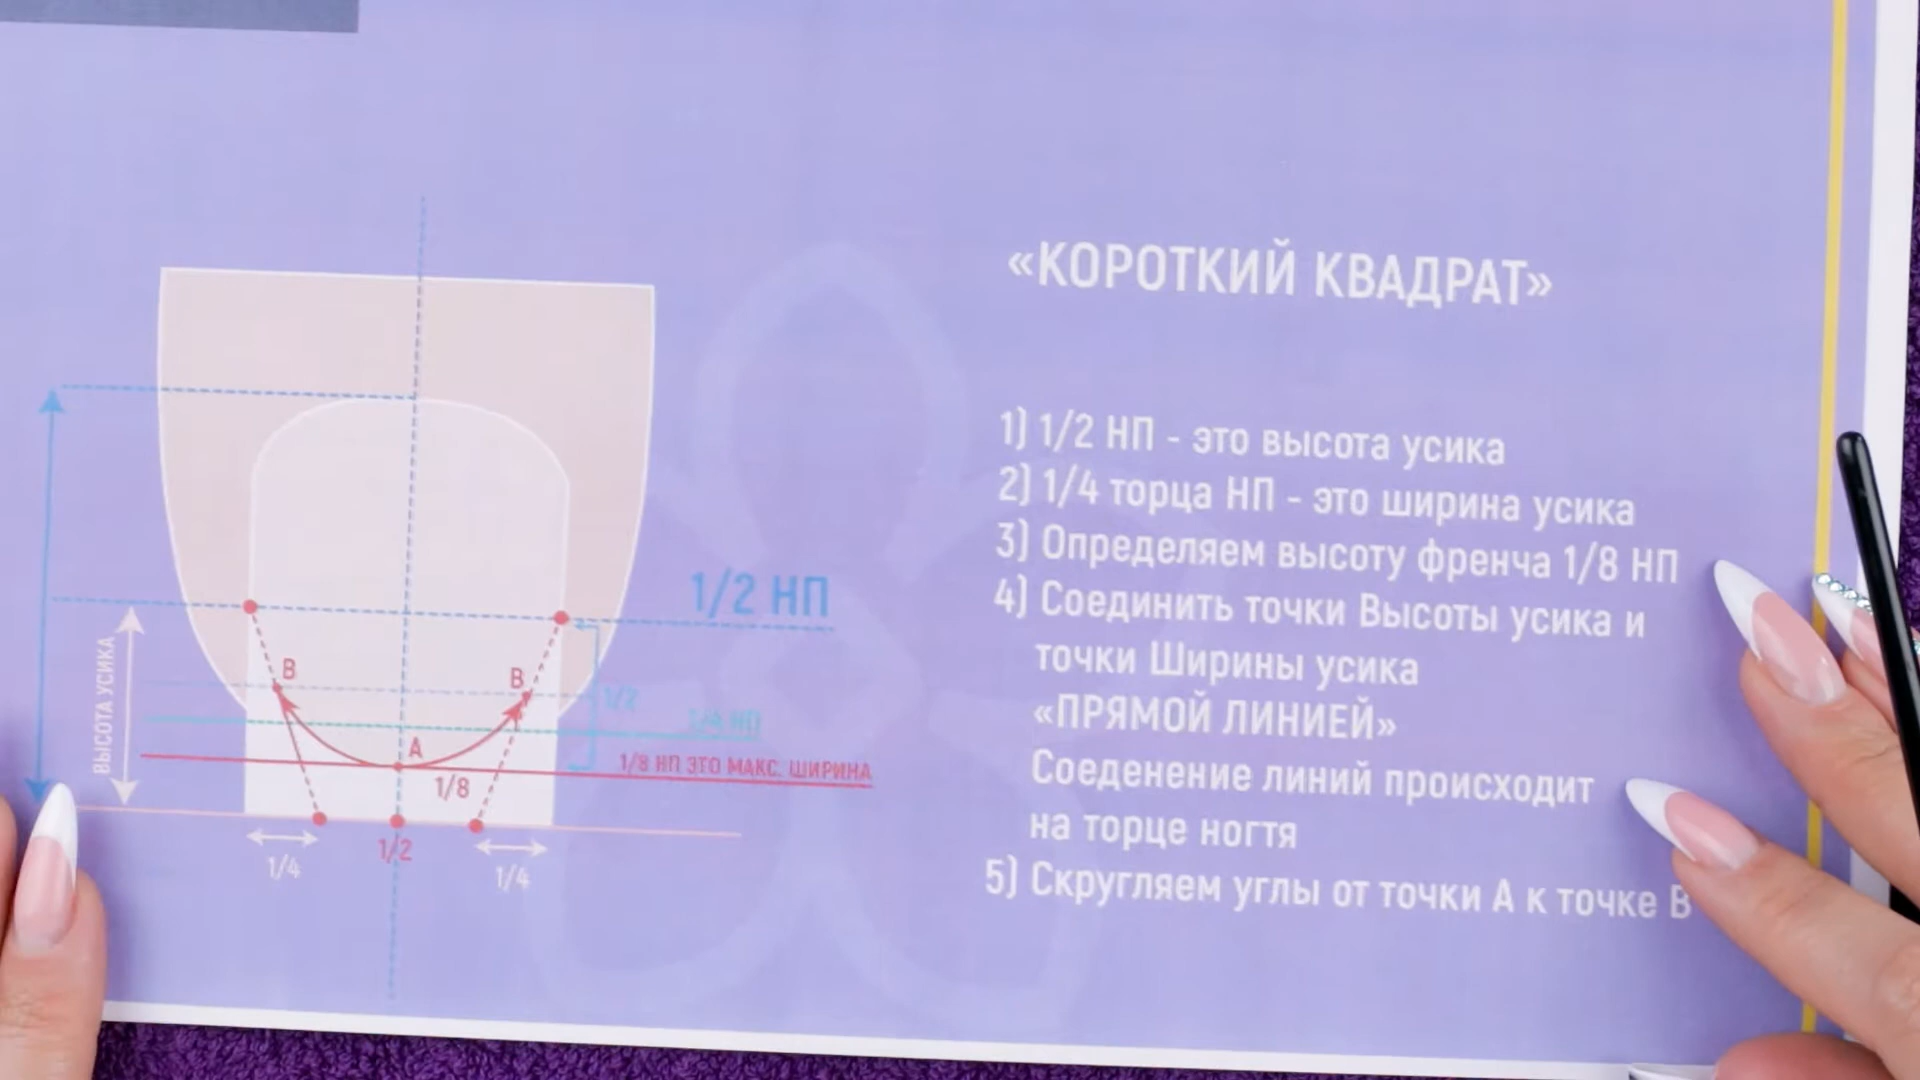 «КОРОТКИЙ КВАДРАТ»
1) 1/2 НП - это высота усика
2) 1/4 торца НП - это ширина усика
3) Определяем высоту френча 1/8 НП
4) Соединить точки Высоты усика и
точки Ширины усика
«ПРЯМОЙ ЛИНИЕЙ»
Соеденение линий происходит
на торце ногтя
5) Скругляем углы от точки А к точке В
1/2 НП
ВЫСОТА УСИКА
В
В
1/2
1/4 НП
А
1/8 НП ЭТО МАКС. ШИРИНА
1/8
1/4
1/2
1/4